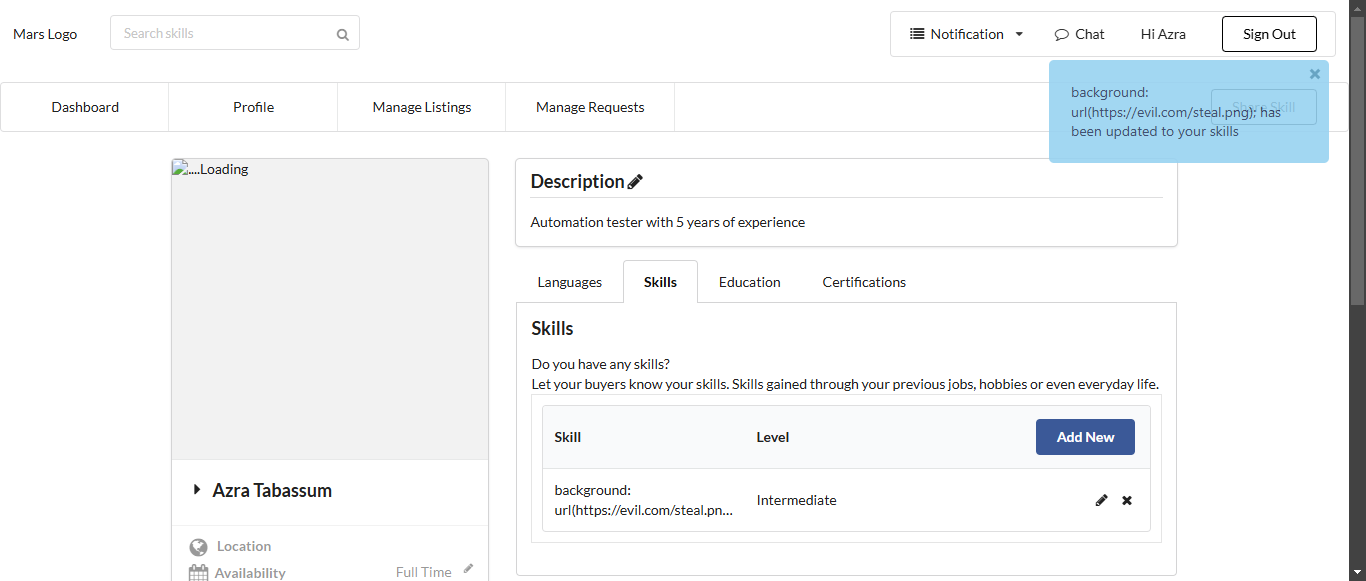 Mars Logo
Search skills
Notification
Chat
Hi Azra
Sign Out
Dashboard
Profile
Manage Listings
Manage Requests
Share Skill
background:
url(https://evil.com/steal.png); has
been updated to your skills
....Loading
Description
Automation tester with 5 years of experience
Languages
Skills
Education
Certifications
Skills
Do you have any skills?
Let your buyers know your skills. Skills gained through your previous jobs, hobbies or even everyday life.
Skill
Level
Add New
background:
url(https://evil.com/steal.pn...
Intermediate
Azra Tabassum
Location
Availability
Full Time